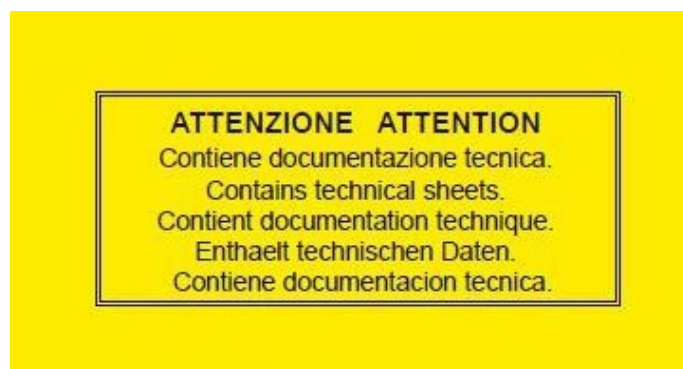 ATTENZIONE ATTENTION
Contiene documentazione tecnica.
Contains technical sheets.
Contient documentation technique.
Enthaelt technischen Daten.
Contiene documentacion tecnica.